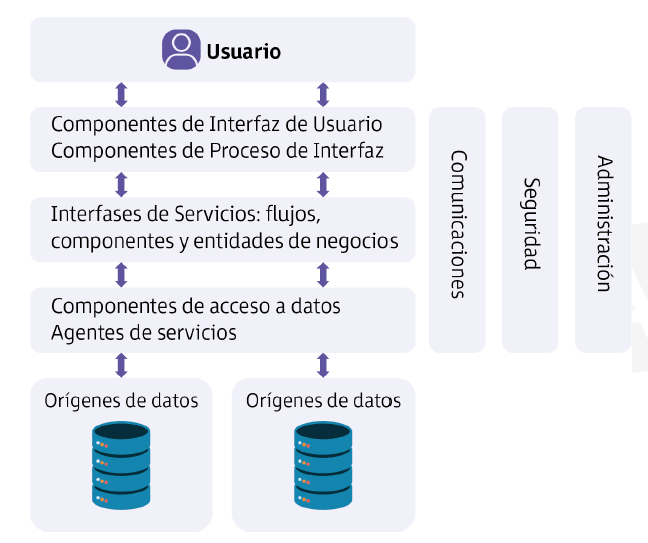 Usuario
Componentes de Interfaz de Usuario
Componentes de Proceso de Interfaz
Interfases de Servicios: flujos,
componentes y entidades de negocios
Componentes de acceso a datos
Agentes de servicios
Orígenes de datos
Orígenes de datos
Comunicaciones
Seguridad
Administración